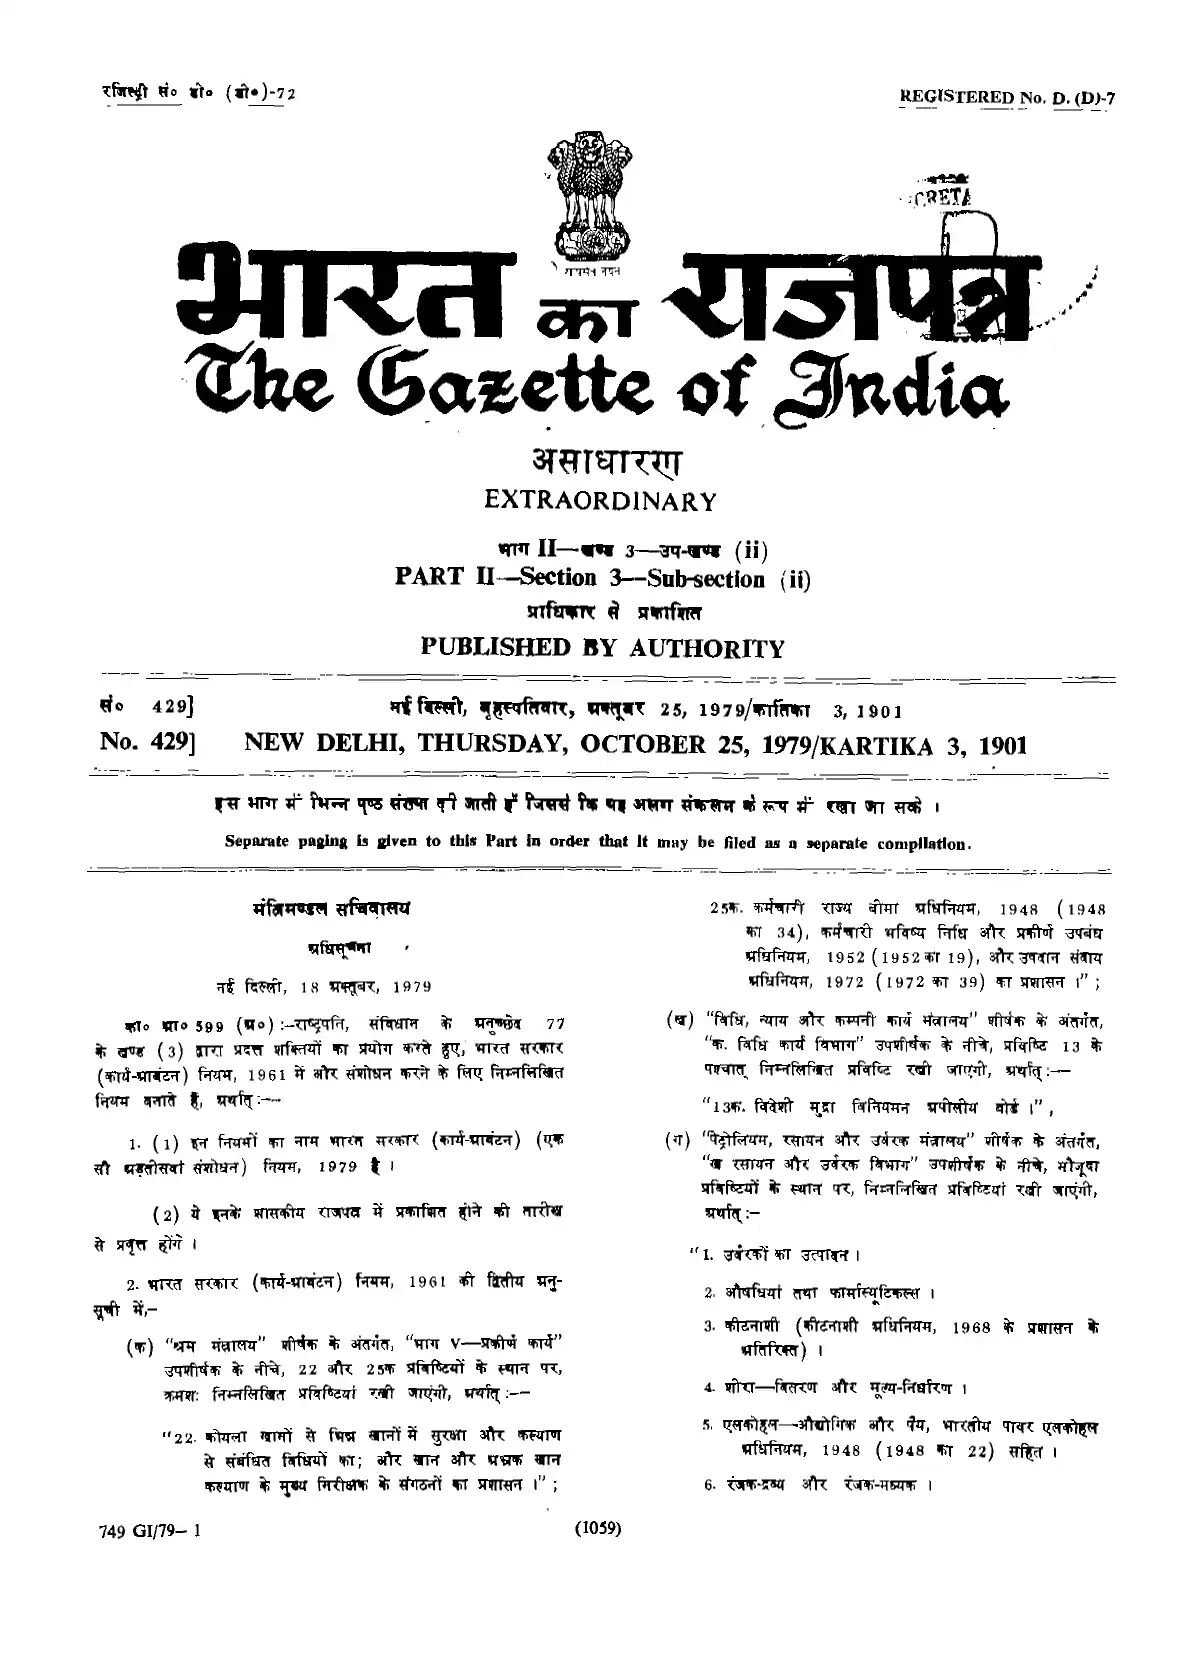 रजिस्ट्री सं० डी० (डी०)-72
REGISTERED No. D. (D)-7
CRETA
भारत का राजपत्र
The Gazette of India
असाधारण
EXTRAORDINARY
भाग II—खण्ड 3—उप-खण्ड (ii)
PART II—Section 3—Sub-section (ii)
प्राधिकार से प्रकाशित
PUBLISHED BY AUTHORITY
सं० 429]
नई दिल्ली, बृहस्पतिवार, अक्तूबर 25, 1979/कार्तिका 3, 1901
No. 429]
NEW DELHI, THURSDAY, OCTOBER 25, 1979/KARTIKA 3, 1901
इस भाग में भिन्न पृष्ठ संख्या दी जाती है जिससे कि यह अलग संकलन के रूप में रखा जा सके ।
Separate paging is given to this Part in order that it may be filed as a separate compilation.
मंत्रिमण्डल सचिवालय
अधिसूचना
नई दिल्ली, 18 अक्तूबर, 1979
का० आ० 599 (अ०) :—राष्ट्रपति, संविधान के अनुच्छेद 77
के खण्ड (3) द्वारा प्रदत्त शक्तियों का प्रयोग करते हुए, भारत सरकार
(कार्य-आबंटन) नियम, 1961 में और संशोधन करने के लिए निम्नलिखित
नियम बनाते हैं, अर्थात् :—
1. (1) इन नियमों का नाम भारत सरकार (कार्य-आबंटन) (एक
सौ अड़तीसवां संशोधन) नियम, 1979 है ।
(2) ये इनके शासकीय राजपत्र में प्रकाशित होने की तारीख
से प्रवृत्त होंगे ।
2. भारत सरकार (कार्य-आबंटन) नियम, 1961 की द्वितीय अनु-
सूची में,-
(क) "श्रम मंत्रालय" शीर्षक के अंतर्गत, "भाग V—प्रकीर्ण कार्य"
उपशीर्षक के नीचे, 22 और 25क प्रविष्टियों के स्थान पर,
क्रमशः निम्नलिखित प्रविष्टियां रखी जाएंगी, अर्थात् :—
"22. कोयला खानों से भिन्न खानों में सुरक्षा और कल्याण
से संबंधित विधियों का; और खान और अभ्रक खान
कल्याण के मुख्य निरीक्षक के संगठनों का प्रशासन ।" ;
749 GI/79– 1
25क. कर्मचारी राज्य बीमा अधिनियम, 1948 (1948
का 34), कर्मचारी भविष्य निधि और प्रकीर्ण उपबंध
अधिनियम, 1952 (1952 का 19), और उपदान संदाय
अधिनियम, 1972 (1972 का 39) का प्रशासन ।" ;
(ख) "विधि, न्याय और कम्पनी कार्य मंत्रालय" शीर्षक के अंतर्गत,
"क. विधि कार्य विभाग" उपशीर्षक के नीचे, प्रविष्टि 13 के
पश्चात् निम्नलिखित प्रविष्टि रखी जाएगी, अर्थात् :—
"13क. विदेशी मुद्रा विनियमन अपीलीय बोर्ड ।" ,
(ग) "पेट्रोलियम, रसायन और उर्वरक मंत्रालय" शीर्षक के अंतर्गत,
"ख रसायन और उर्वरक विभाग" उपशीर्षक के नीचे, मौजूदा
प्रविष्टियों के स्थान पर, निम्नलिखित प्रविष्टियां रखी जाएंगी,
अर्थात् :–
"1. उर्वरकों का उत्पादन ।
2. औषधियां तथा फार्मास्यूटिकल्स ।
3. कीटनाशी (कीटनाशी अधिनियम, 1968 के प्रशासन के
अतिरिक्त) ।
4. शीरा—वितरण और मूल्य-निर्धारण ।
5. एलकोहल—औद्योगिक और पेय, भारतीय पावर एलकोहल
अधिनियम, 1948 (1948 का 22) सहित ।
6. रंजक-द्रव्य और रंजक-मध्यक ।
(1059)